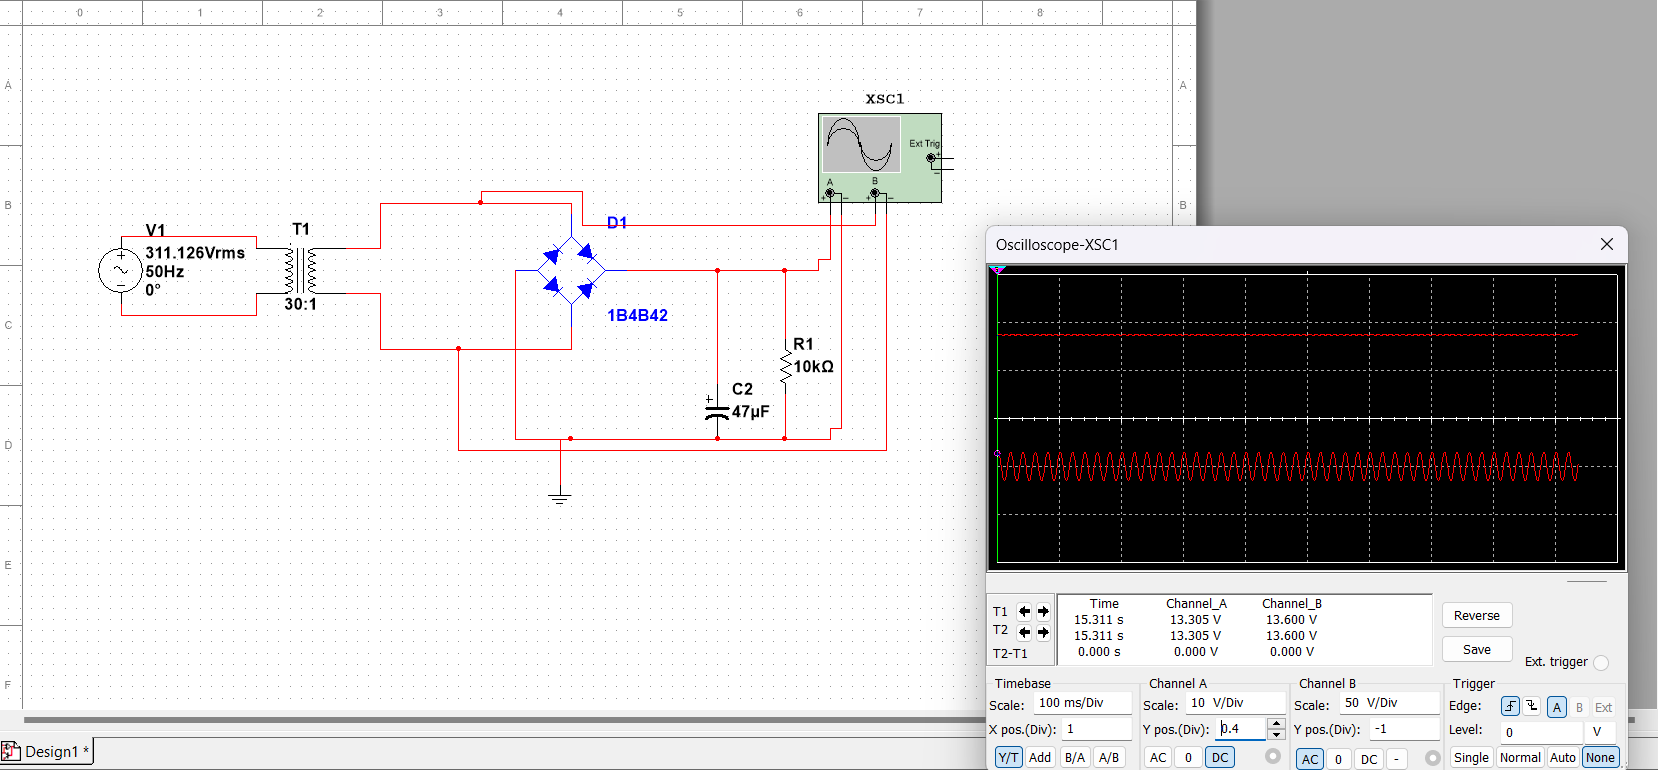 0 1 2 3 4 5 6 7 8
A
B
C
D
E
F
A
B
XSC1
Ext Trig
+
−
A
B
+ − + −
V1
311.126Vrms
50Hz
0°
T1
30:1
D1
1B4B42
R1
10kΩ
C2
47µF
+
Design1 *
Oscilloscope-XSC1
Time Channel_A Channel_B
T1 15.311 s 13.305 V 13.600 V
T2 15.311 s 13.305 V 13.600 V
T2-T1 0.000 s 0.000 V 0.000 V
Reverse
Save
Ext. trigger
Timebase
Scale: 100 ms/Div
X pos.(Div): 1
Y/T Add B/A A/B
Channel A
Scale: 10 V/Div
Y pos.(Div): 0.4
AC 0 DC
Channel B
Scale: 50 V/Div
Y pos.(Div): -1
AC 0 DC -
Trigger
Edge: A B Ext
Level: 0 V
Single Normal Auto None